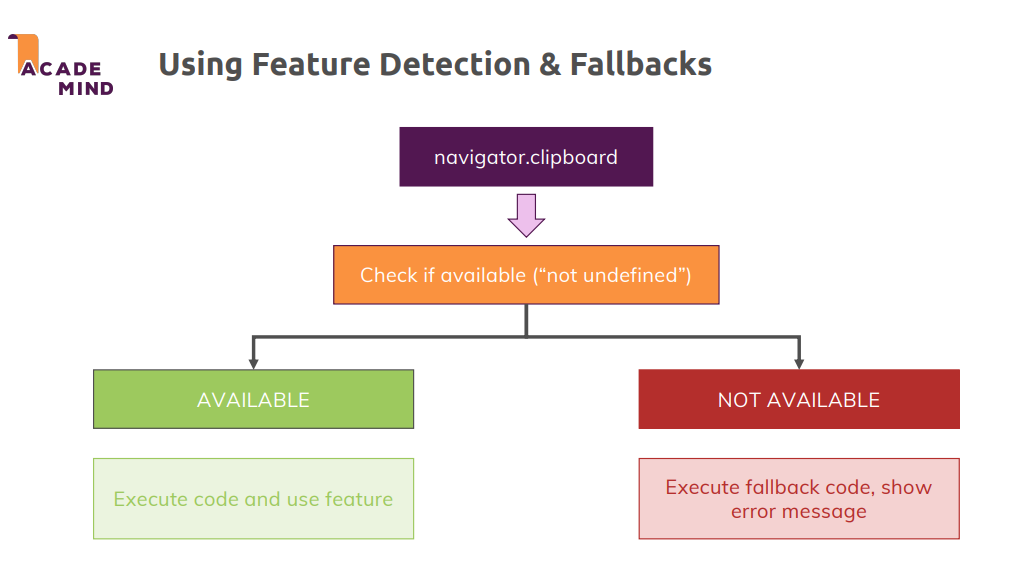 ACADE
MIND
Using Feature Detection & Fallbacks
navigator.clipboard
Check if available (“not undefined”)
AVAILABLE
NOT AVAILABLE
Execute code and use feature
Execute fallback code, show
error message